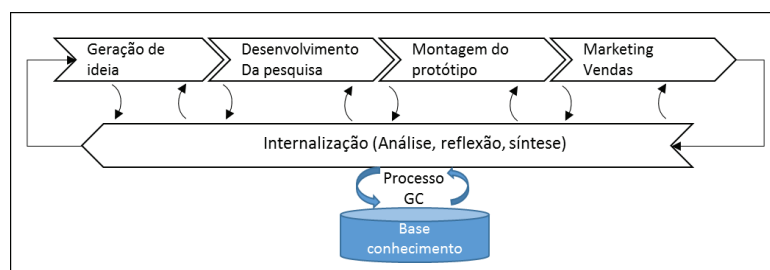 Geração de
ideia
Desenvolvimento
Da pesquisa
Montagem do
protótipo
Marketing
Vendas
Internalização (Análise, reflexão, síntese)
Processo
GC
Base
conhecimento